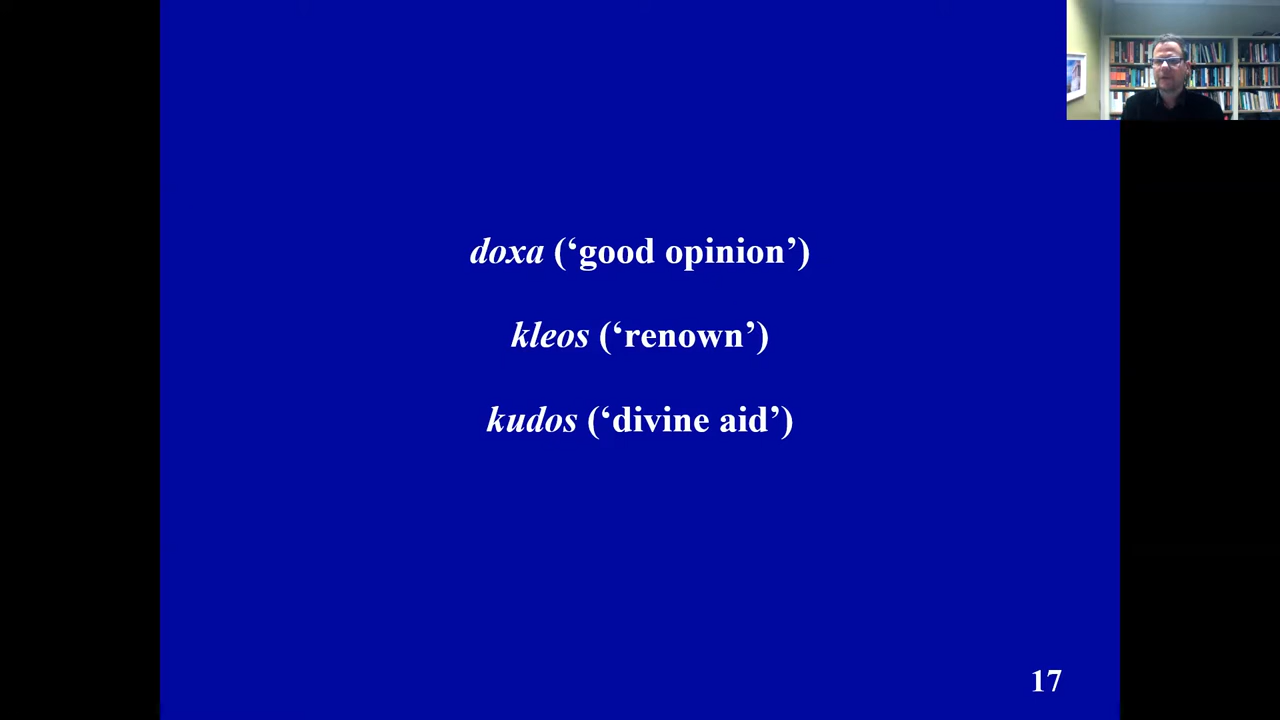 doxa (‘good opinion’)
kleos (‘renown’)
kudos (‘divine aid’)
17